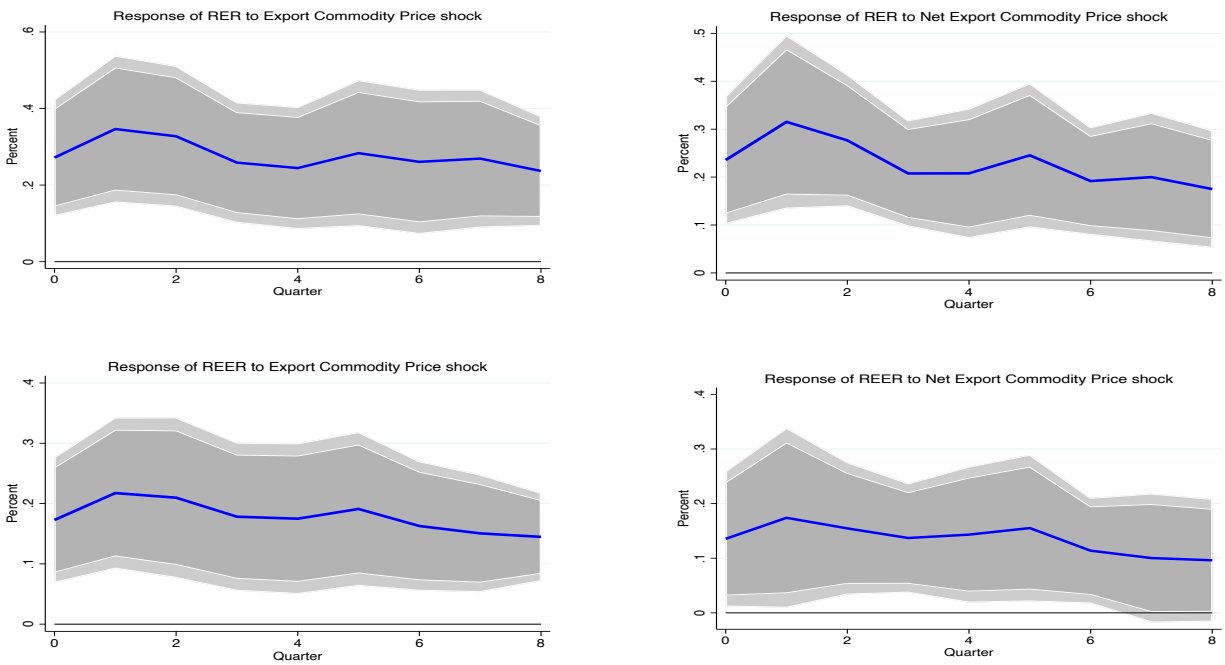 Response of RER to Export Commodity Price shock
Percent
.6
.4
.2
0
0 2 4 6 8
Quarter
Response of RER to Net Export Commodity Price shock
Percent
.5
.4
.3
.2
.1
0
0 2 4 6 8
Quarter
Response of REER to Export Commodity Price shock
Percent
.4
.3
.2
.1
0
0 2 4 6 8
Quarter
Response of REER to Net Export Commodity Price shock
Percent
.4
.3
.2
.1
0
0 2 4 6 8
Quarter